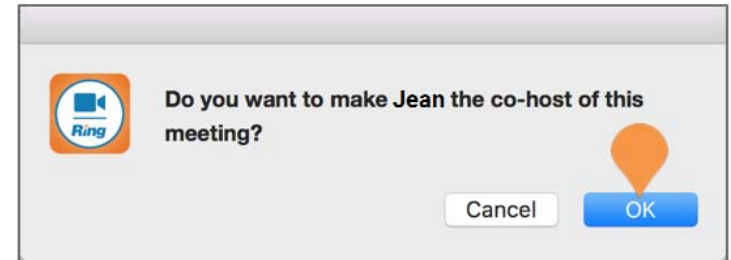 Do you want to make Jean the co-host of this
meeting?
Ring
Cancel
OK